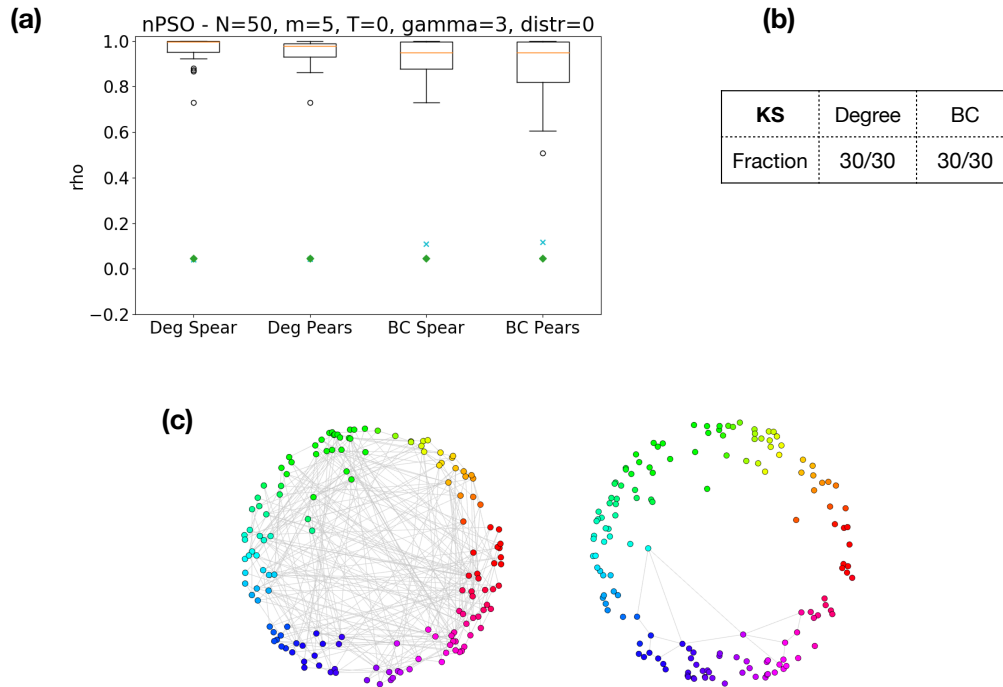 (a)
nPSO - N=50, m=5, T=0, gamma=3, distr=0
1.0
0.8
0.6
0.4
0.2
0.0
−0.2
rho
Deg Spear Deg Pears BC Spear BC Pears
(b)
KS Degree BC
Fraction 30/30 30/30
(c)